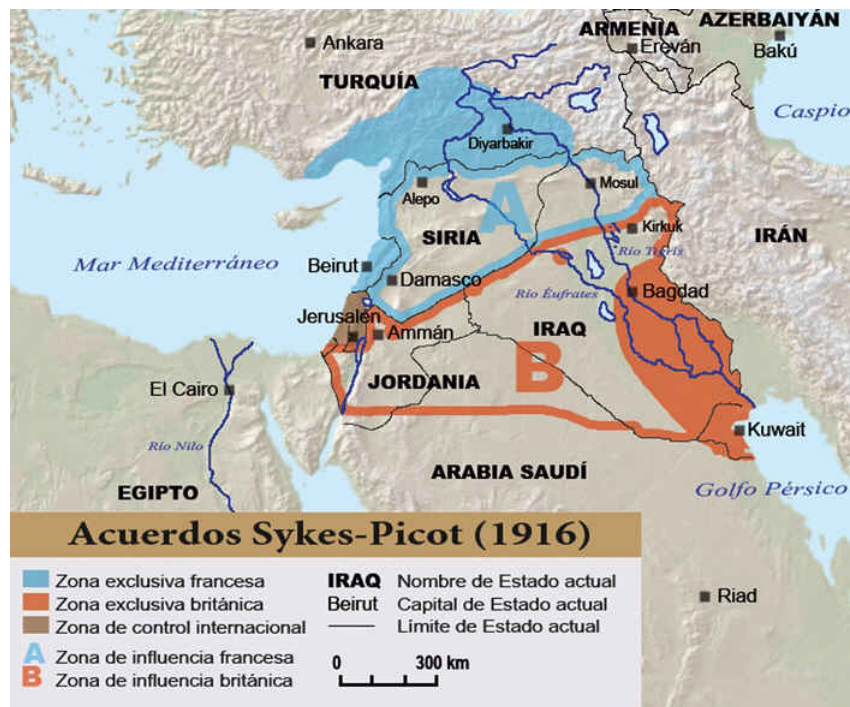 AZERBAIYÁN
ARMENIA
Ankara
Ereván
Bakú
TURQUÍA
Caspio
Diyarbakir
Alepo
Mosul
A
SIRIA
Kirkuk
IRÁN
Mar Mediterráneo
Beirut
Río Tigris
Damasco
Río Éufrates
Bagdad
Jerusalén
Ammán
IRAQ
B
JORDANIA
El Cairo
Kuwait
Río Nilo
ARABIA SAUDÍ
EGIPTO
Golfo Pérsico
Acuerdos Sykes-Picot (1916)
Zona exclusiva francesa
Zona exclusiva británica
Zona de control internacional
A Zona de influencia francesa
B Zona de influencia británica
IRAQ Nombre de Estado actual
Beirut Capital de Estado actual
Límite de Estado actual
0 300 km
Riad